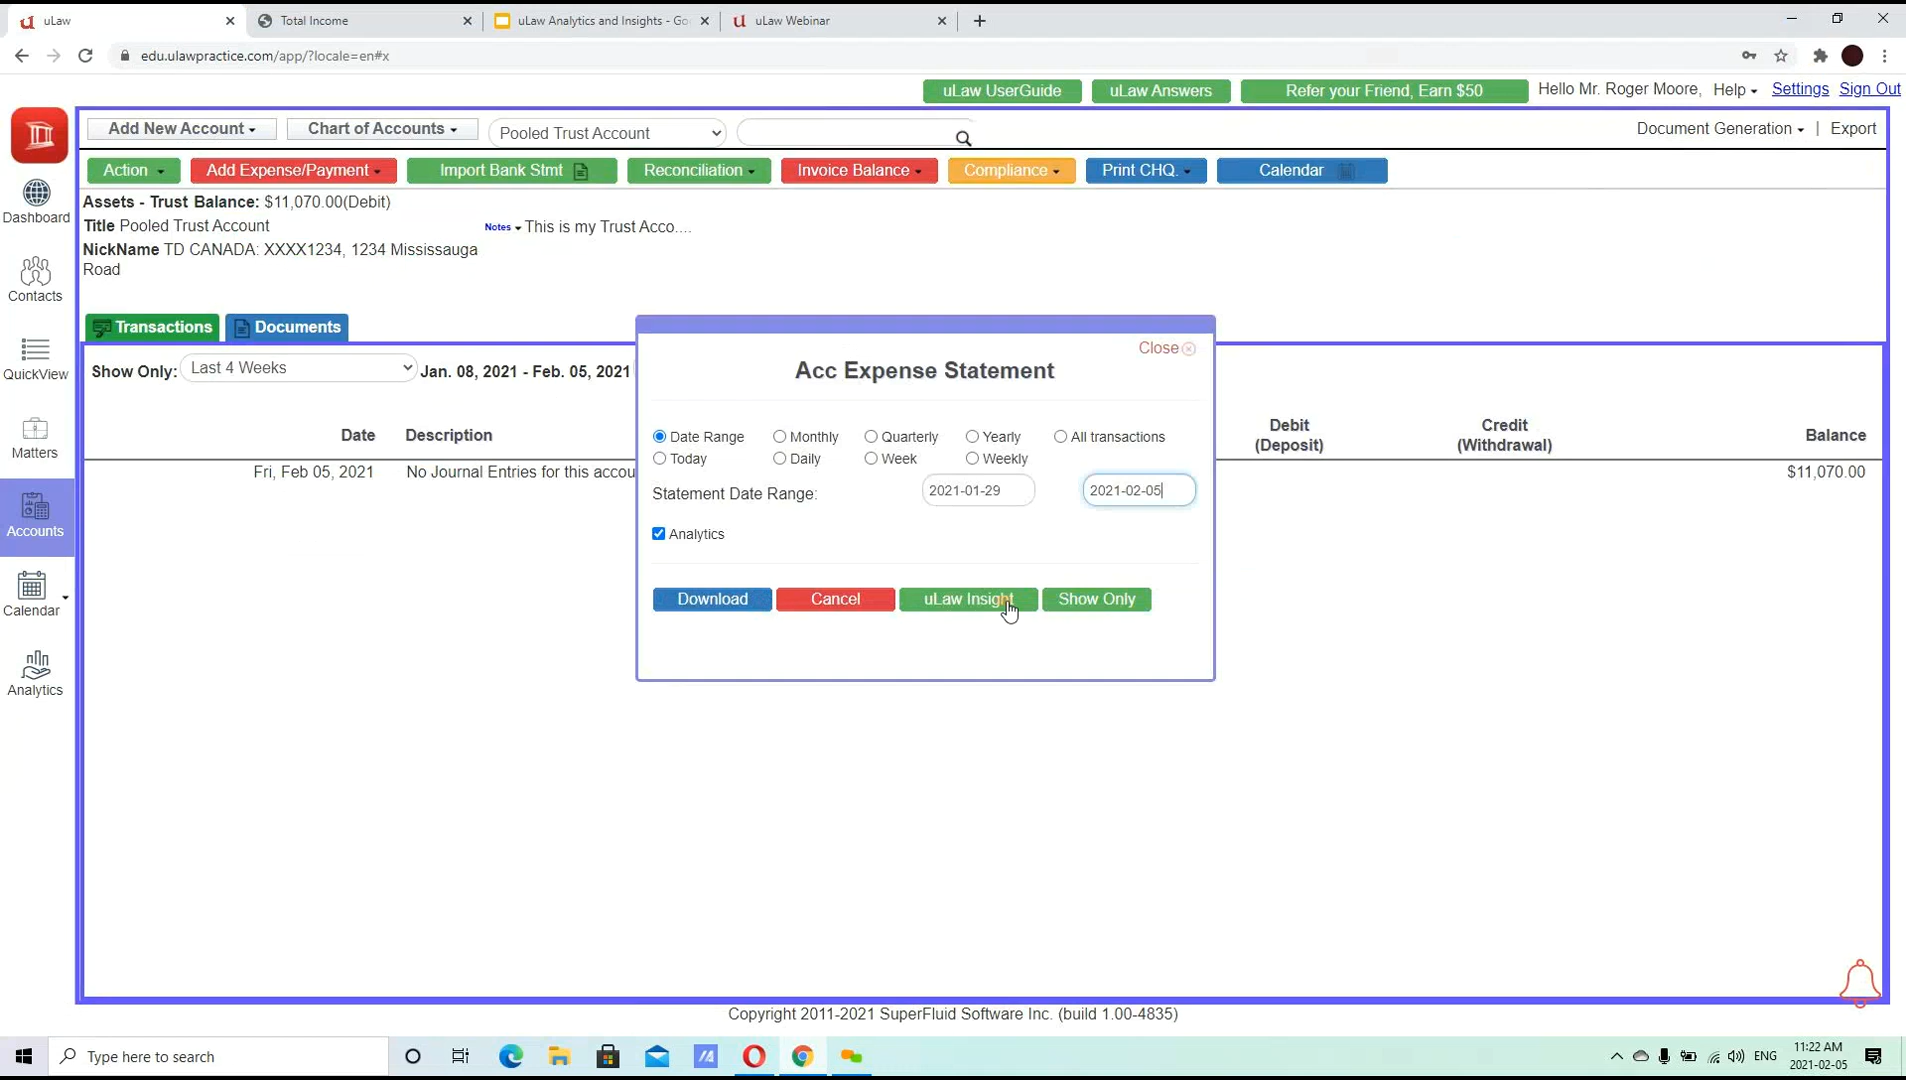 uLaw
Total Income
uLaw Analytics and Insights - Go
uLaw Webinar
edu.ulawpractice.com/app/?locale=en#x
uLaw UserGuide
uLaw Answers
Refer your Friend, Earn $50
Hello Mr. Roger Moore,
Help
Settings
Sign Out
Add New Account
Chart of Accounts
Pooled Trust Account
Document Generation
|
Export
Action
Add Expense/Payment
Import Bank Stmt
Reconciliation
Invoice Balance
Compliance
Print CHQ.
Calendar
Dashboard
Contacts
QuickView
Matters
Accounts
Calendar
Analytics
Assets - Trust Balance: $11,070.00(Debit)
Title Pooled Trust Account
Notes
This is my Trust Acco....
NickName TD CANADA: XXXX1234, 1234 Mississauga
Road
Transactions
Documents
Show Only:
Last 4 Weeks
Jan. 08, 2021 - Feb. 05, 2021
Date
Description
Debit
(Deposit)
Credit
(Withdrawal)
Balance
Fri, Feb 05, 2021
No Journal Entries for this accou
$11,070.00
Close
Acc Expense Statement
Date Range
Monthly
Quarterly
Yearly
All transactions
Today
Daily
Week
Weekly
Statement Date Range:
2021-01-29
2021-02-05
Analytics
Download
Cancel
uLaw Insight
Show Only
Copyright 2011-2021 SuperFluid Software Inc. (build 1.00-4835)
Type here to search
ENG
11:22 AM
2021-02-05